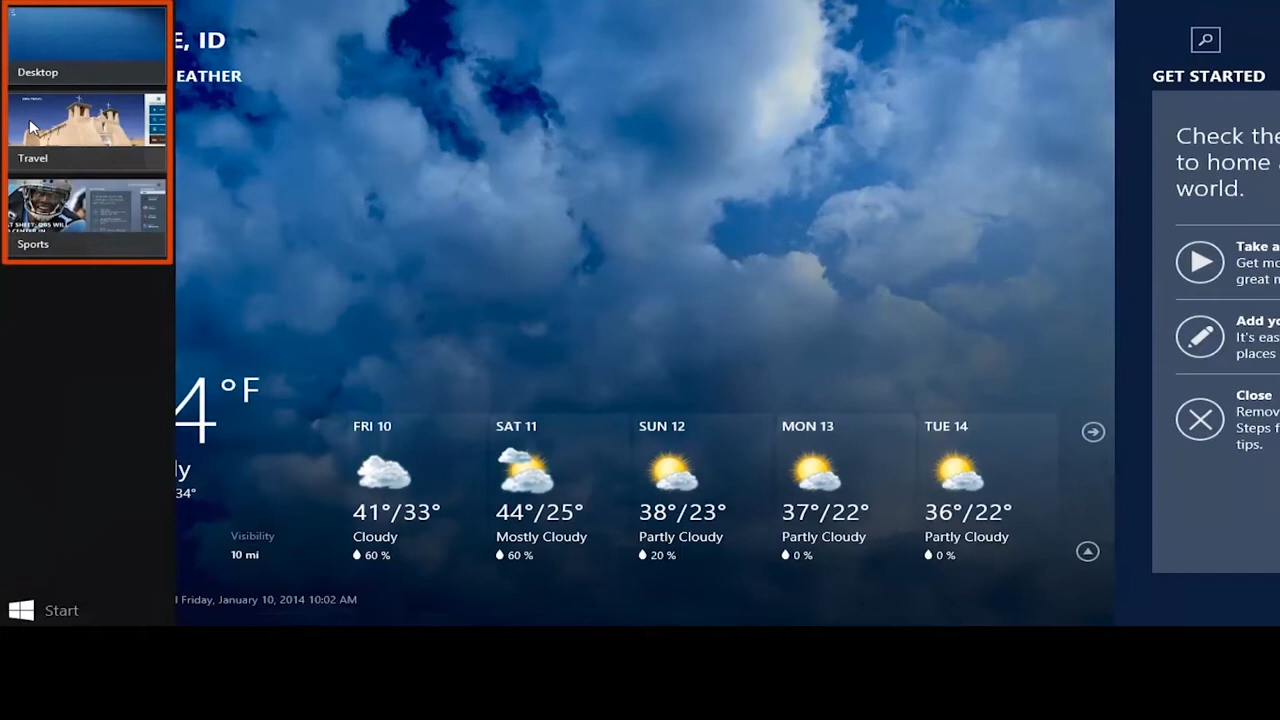 Desktop
Travel
Sports
Start
E, ID
EATHER
4°F
ly
34°
Visibility
10 mi
FRI 10
41°/33°
Cloudy
60 %
SAT 11
44°/25°
Mostly Cloudy
60 %
SUN 12
38°/23°
Partly Cloudy
20 %
MON 13
37°/22°
Partly Cloudy
0 %
TUE 14
36°/22°
Partly Cloudy
0 %
l Friday, January 10, 2014 10:02 AM
GET STARTED
Check the
to home
world.
Take a
Get mo
great n
Add yo
It's eas
places
Close
Remov
Steps f
tips.